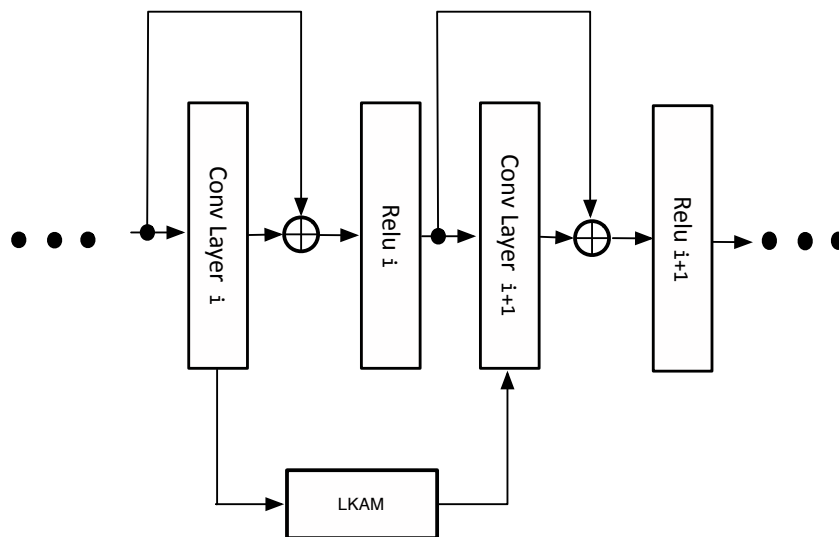 Conv Layer i
Relu i
Conv Layer i+1
Relu i+1
LKAM